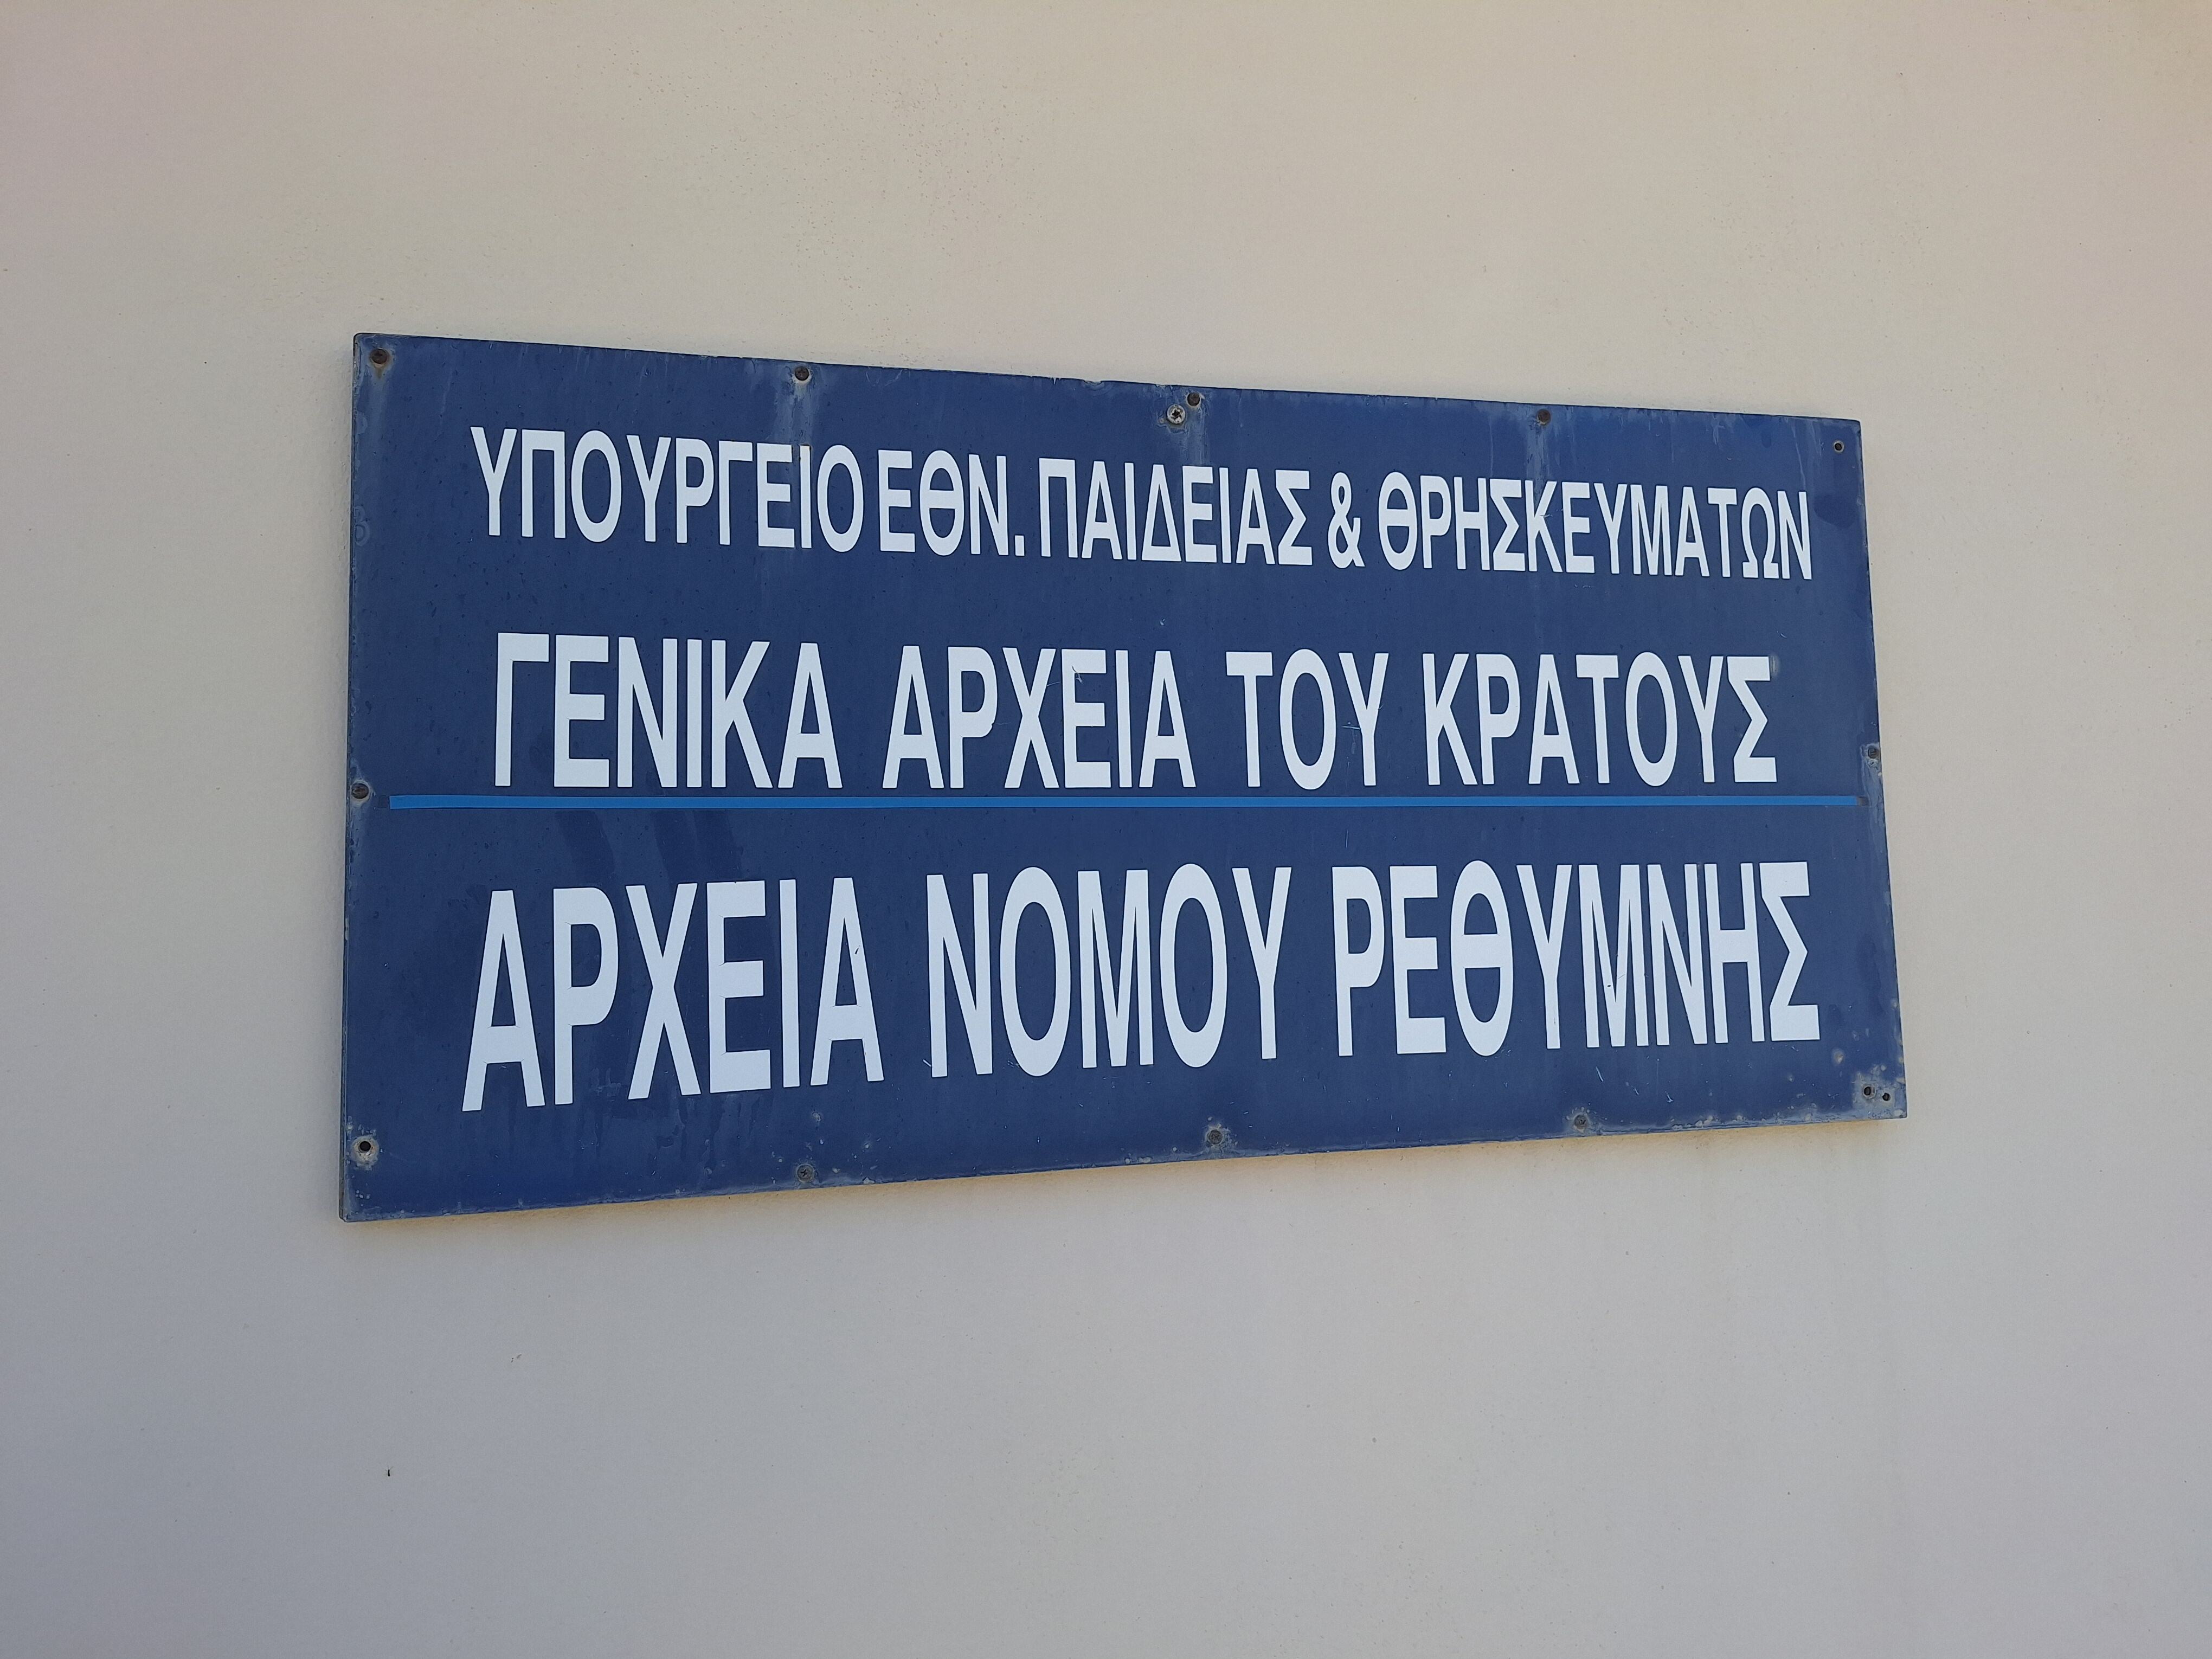 ΥΠΟΥΡΓΕΙΟ ΕΘΝ. ΠΑΙΔΕΙΑΣ & ΘΡΗΣΚΕΥΜΑΤΩΝ
ΓΕΝΙΚΑ ΑΡΧΕΙΑ ΤΟΥ ΚΡΑΤΟΥΣ
ΑΡΧΕΙΑ ΝΟΜΟΥ ΡΕΘΥΜΝΗΣ